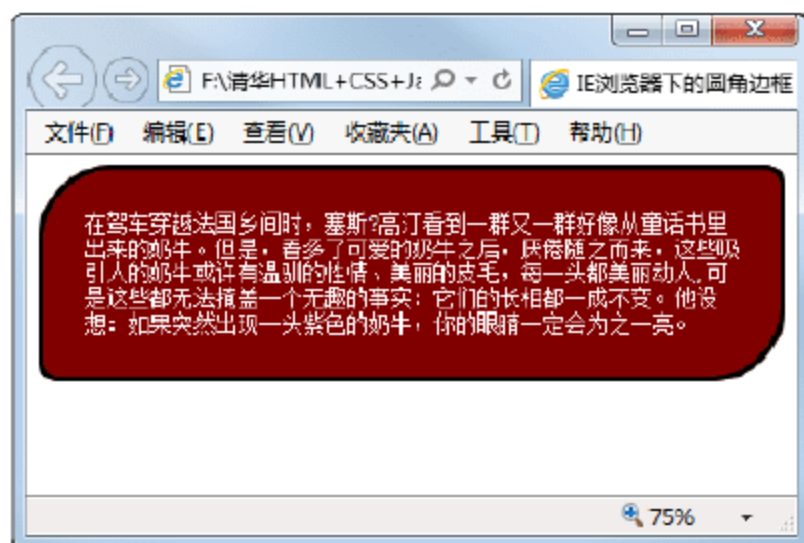 F:\清华HTML+CSS+Ja
IE浏览器下的圆角边框
文件(F) 编辑(E) 查看(V) 收藏夹(A) 工具(T) 帮助(H)
在驾车穿越法国乡间时，塞斯?高汀看到一群又一群好像从童话书里
出来的奶牛。但是，看多了可爱的奶牛之后，厌倦随之而来，这些吸
引人的奶牛或许有温驯的性情、美丽的皮毛，每一头都美丽动人,可
是这些都无法掩盖一个无趣的事实：它们的长相都一成不变。他设
想：如果突然出现一头紫色的奶牛，你的眼睛一定会为之一亮。
75%